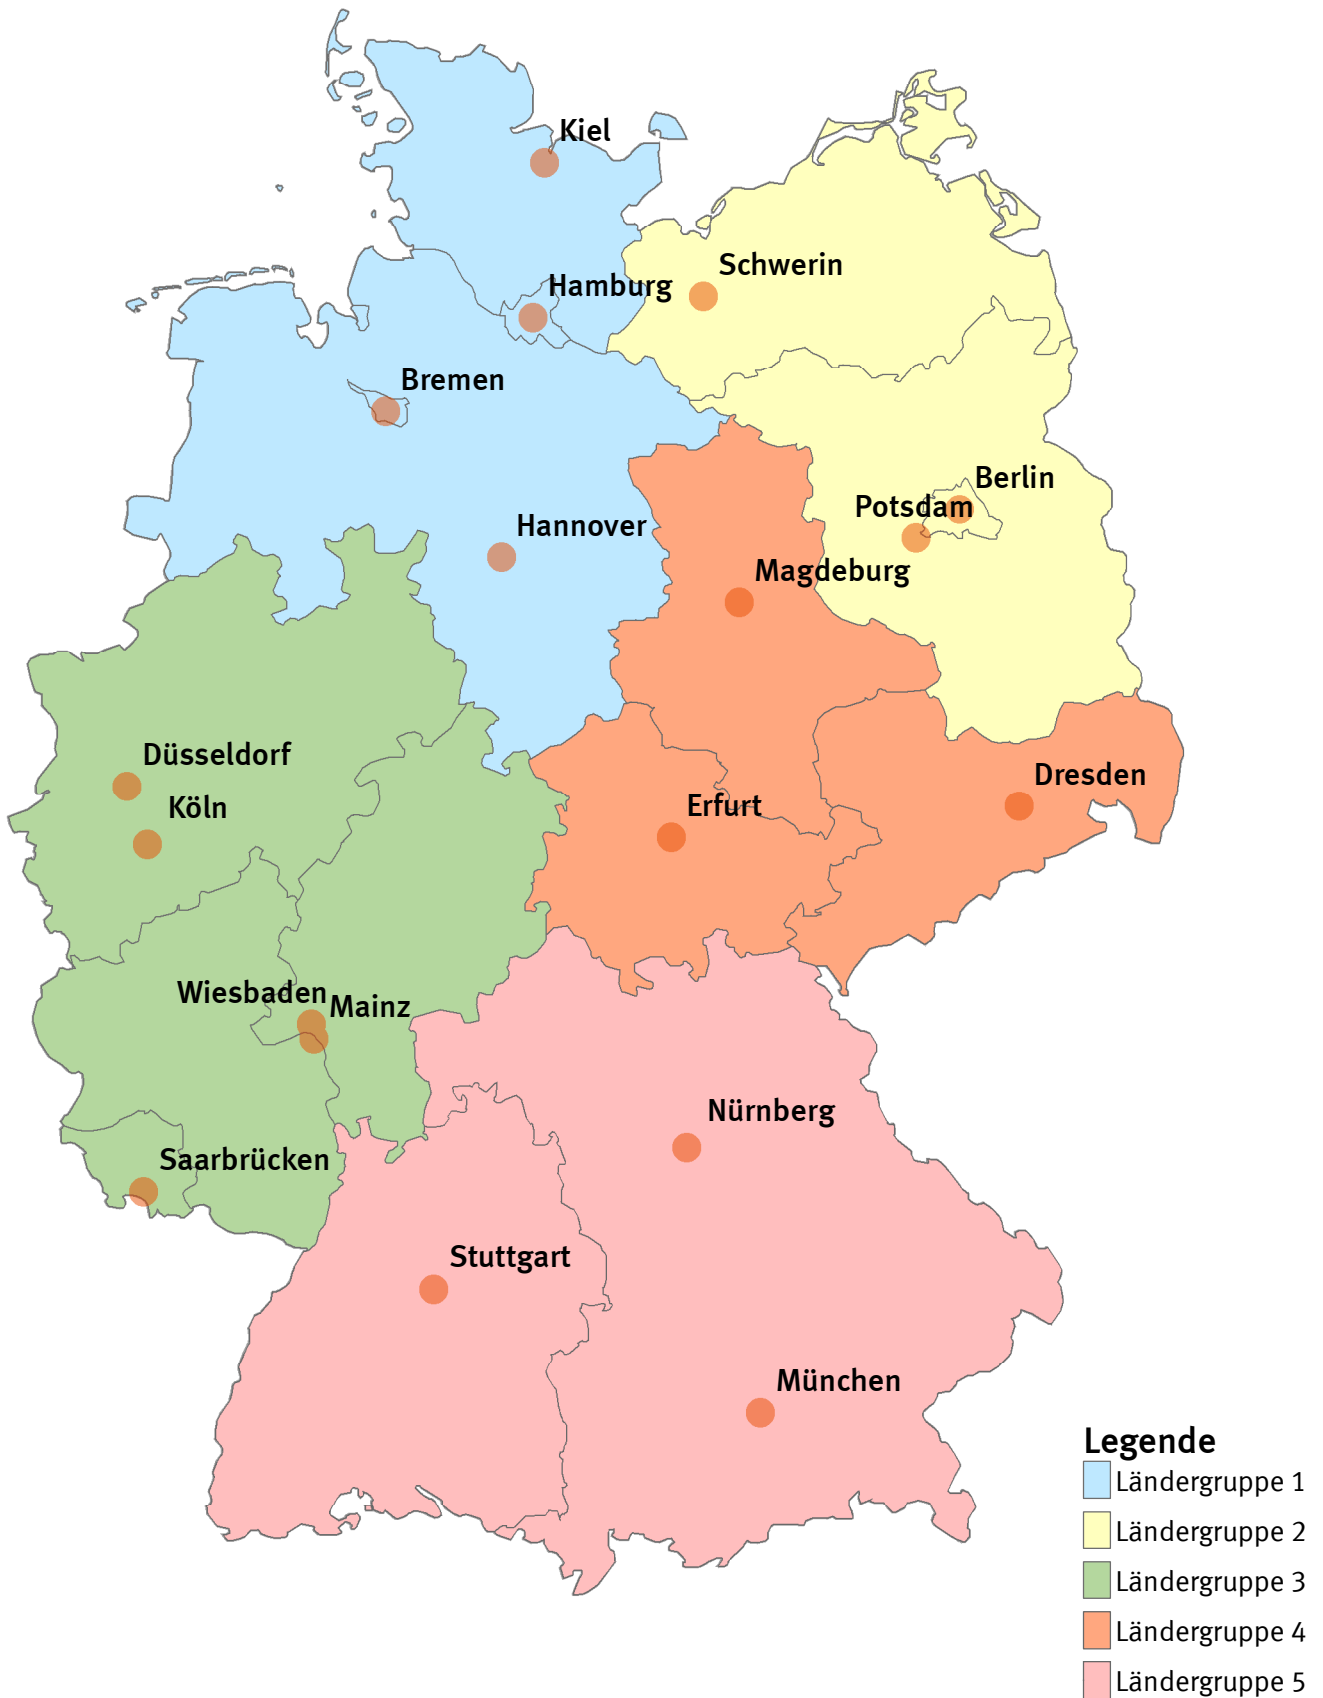 Kiel
Schwerin
Hamburg
Bremen
Berlin
Potsdam
Hannover
Magdeburg
Düsseldorf
Dresden
Köln
Erfurt
Wiesbaden
Mainz
Nürnberg
Saarbrücken
Stuttgart
München
Legende
Ländergruppe 1
Ländergruppe 2
Ländergruppe 3
Ländergruppe 4
Ländergruppe 5